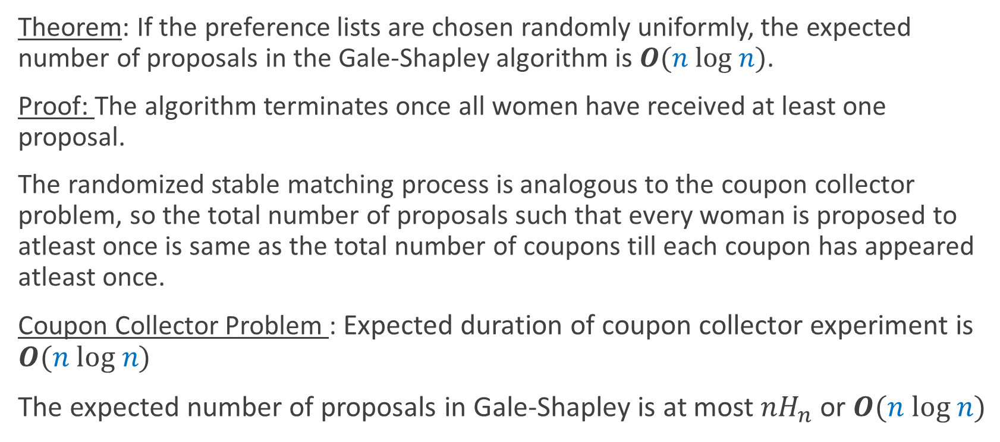 Theorem: If the preference lists are chosen randomly uniformly, the expected
number of proposals in the Gale-Shapley algorithm is O(n log n).
Proof: The algorithm terminates once all women have received at least one
proposal.
The randomized stable matching process is analogous to the coupon collector
problem, so the total number of proposals such that every woman is proposed to
atleast once is same as the total number of coupons till each coupon has appeared
atleast once.
Coupon Collector Problem : Expected duration of coupon collector experiment is
O(n log n)
The expected number of proposals in Gale-Shapley is at most nHₙ or O(n log n)